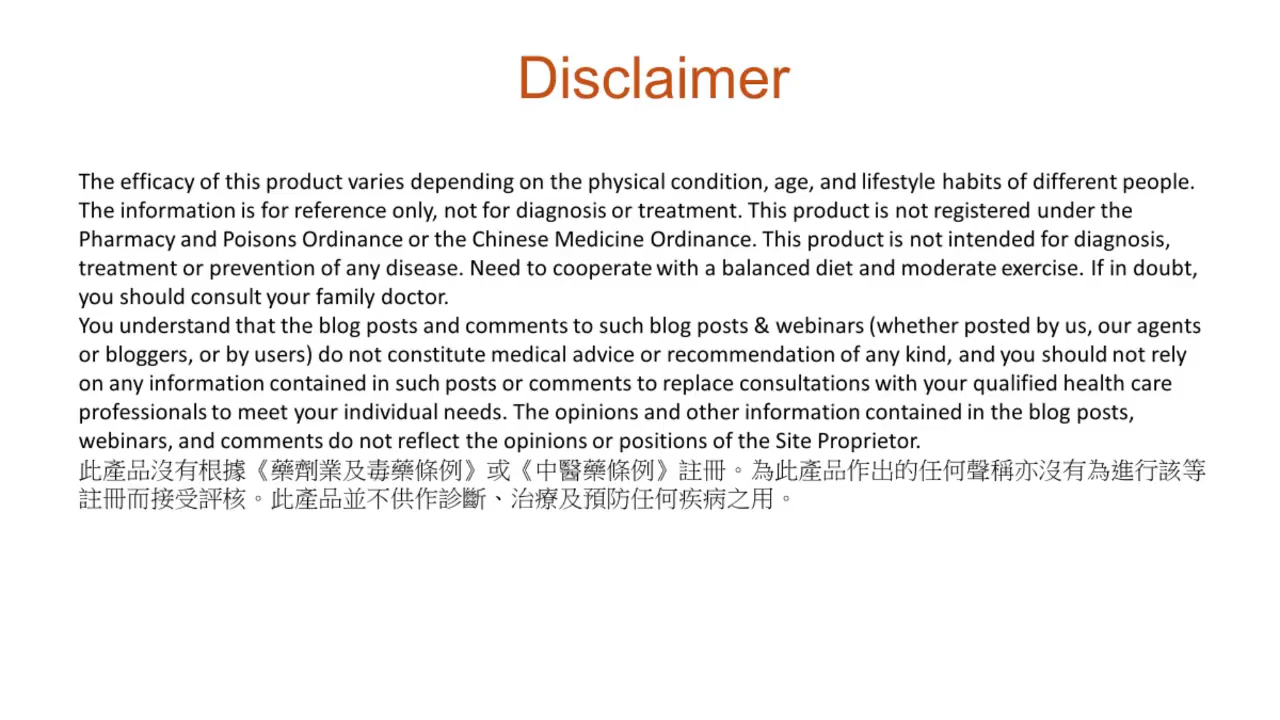 Disclaimer
The efficacy of this product varies depending on the physical condition, age, and lifestyle habits of different people.
The information is for reference only, not for diagnosis or treatment. This product is not registered under the
Pharmacy and Poisons Ordinance or the Chinese Medicine Ordinance. This product is not intended for diagnosis,
treatment or prevention of any disease. Need to cooperate with a balanced diet and moderate exercise. If in doubt,
you should consult your family doctor.
You understand that the blog posts and comments to such blog posts & webinars (whether posted by us, our agents
or bloggers, or by users) do not constitute medical advice or recommendation of any kind, and you should not rely
on any information contained in such posts or comments to replace consultations with your qualified health care
professionals to meet your individual needs. The opinions and other information contained in the blog posts,
webinars, and comments do not reflect the opinions or positions of the Site Proprietor.
此產品沒有根據《藥劑業及毒藥條例》或《中醫藥條例》註冊。為此產品作出的任何聲稱亦沒有為進行該等
註冊而接受評核。此產品並不供作診斷、治療及預防任何疾病之用。